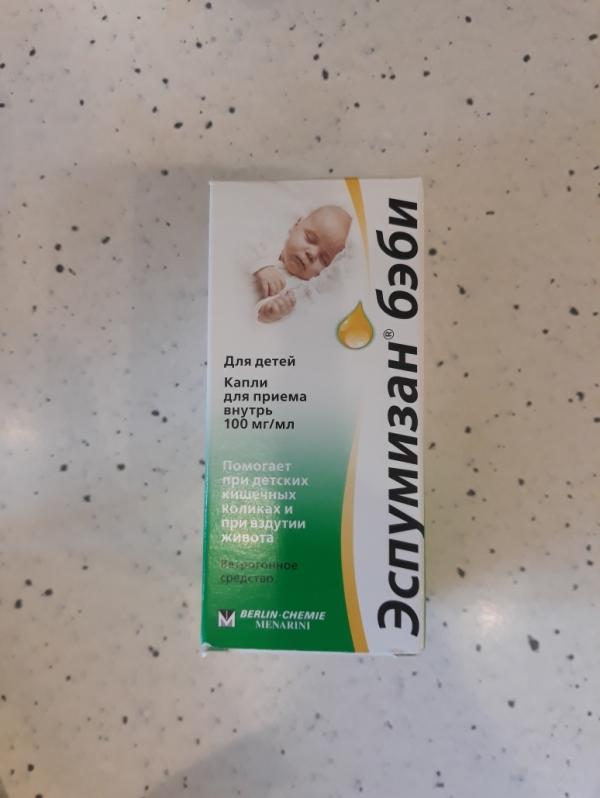 Эспумизан® бэби
Для детей
Капли
для приема
внутрь
100 мг/мл
Помогает
при детских
кишечных
коликах и
при вздутии
живота
Ветрогонное
средство
BERLIN-CHEMIE
MENARINI